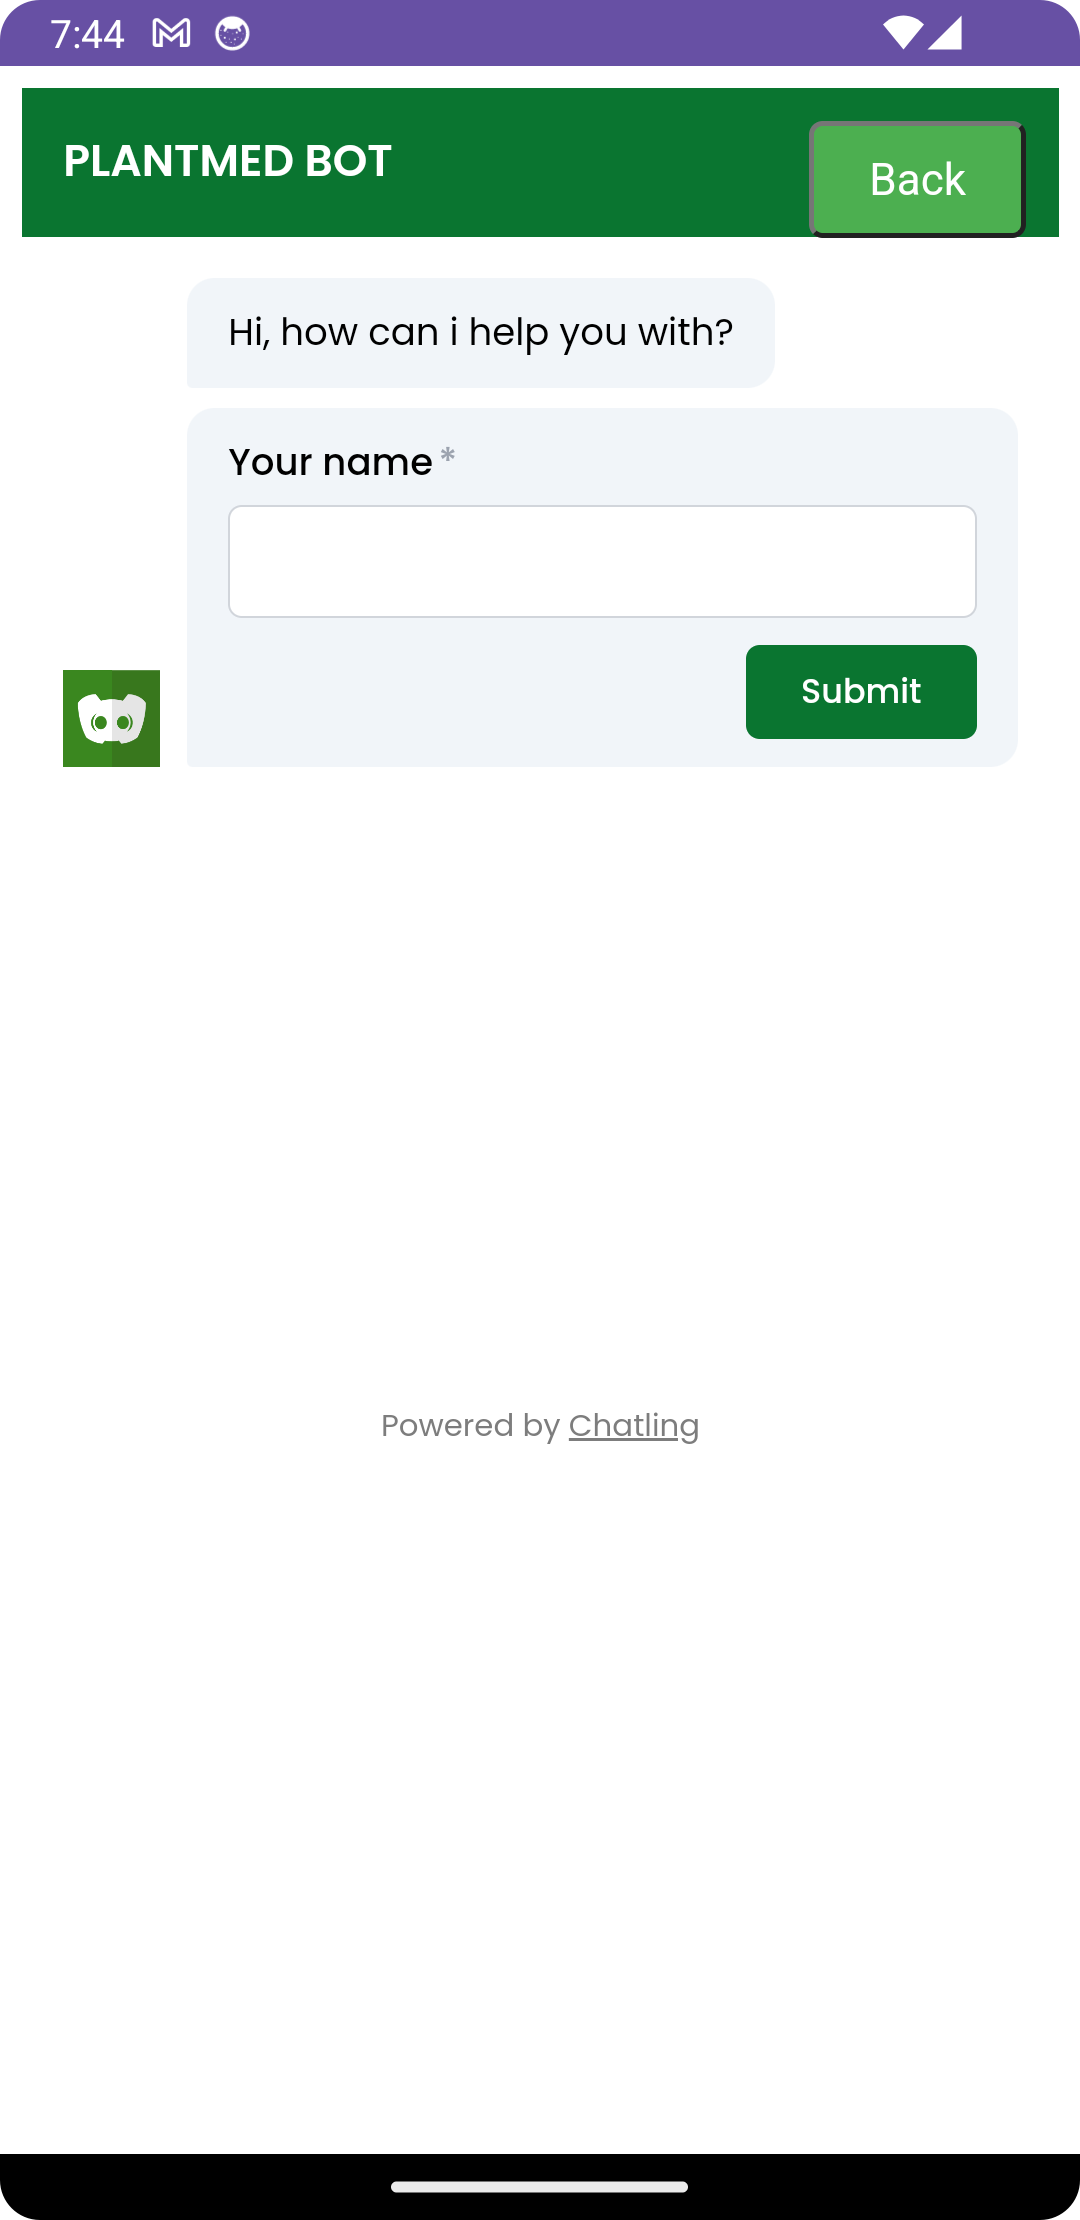 7:44
PLANTMED BOT
Back
Hi, how can i help you with?
Your name *
Submit
Powered by Chatling